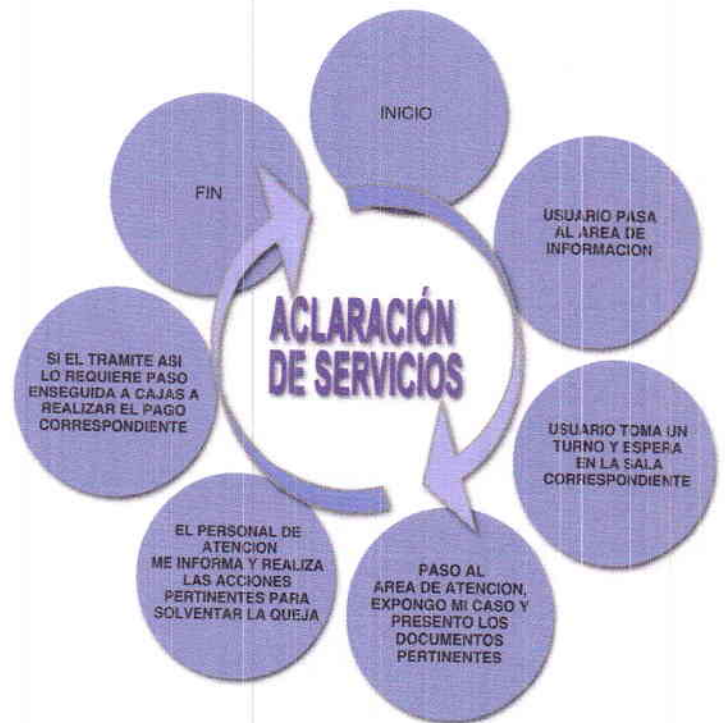 INICIO
USUARIO PASA
AL AREA DE
INFORMACION
USUARIO TOMA UN
TURNO Y ESPERA
EN LA SALA
CORRESPONDIENTE
PASO AL
AREA DE ATENCION,
EXPONGO MI CASO Y
PRESENTO LOS
DOCUMENTOS
PERTINENTES
EL PERSONAL DE
ATENCION
ME INFORMA Y REALIZA
LAS ACCIONES
PERTINENTES PARA
SOLVENTAR LA QUEJA
SI EL TRAMITE ASI
LO REQUIERE PASO
ENSEGUIDA A CAJAS A
REALIZAR EL PAGO
CORRESPONDIENTE
FIN
ACLARACIÓN
DE SERVICIOS